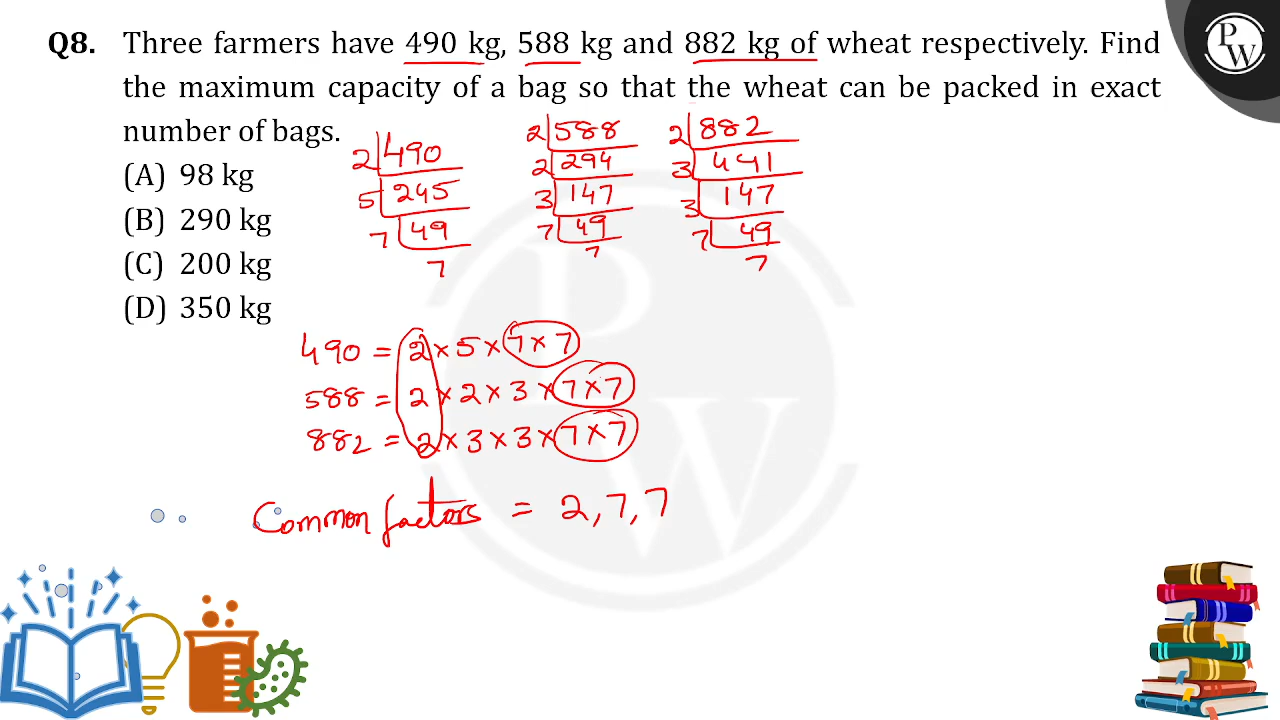 Q8. Three farmers have 490 kg, 588 kg and 882 kg of wheat respectively. Find
the maximum capacity of a bag so that the wheat can be packed in exact
number of bags.
(A) 98 kg
(B) 290 kg
(C) 200 kg
(D) 350 kg
2 490
5 245
7 49
7
2 588
2 294
3 147
7 49
7
2 882
3 441
3 147
7 49
7
490 = 2 × 5 × 7 × 7
588 = 2 × 2 × 3 × 7 × 7
882 = 2 × 3 × 3 × 7 × 7
Common factors = 2, 7, 7
PW
PW